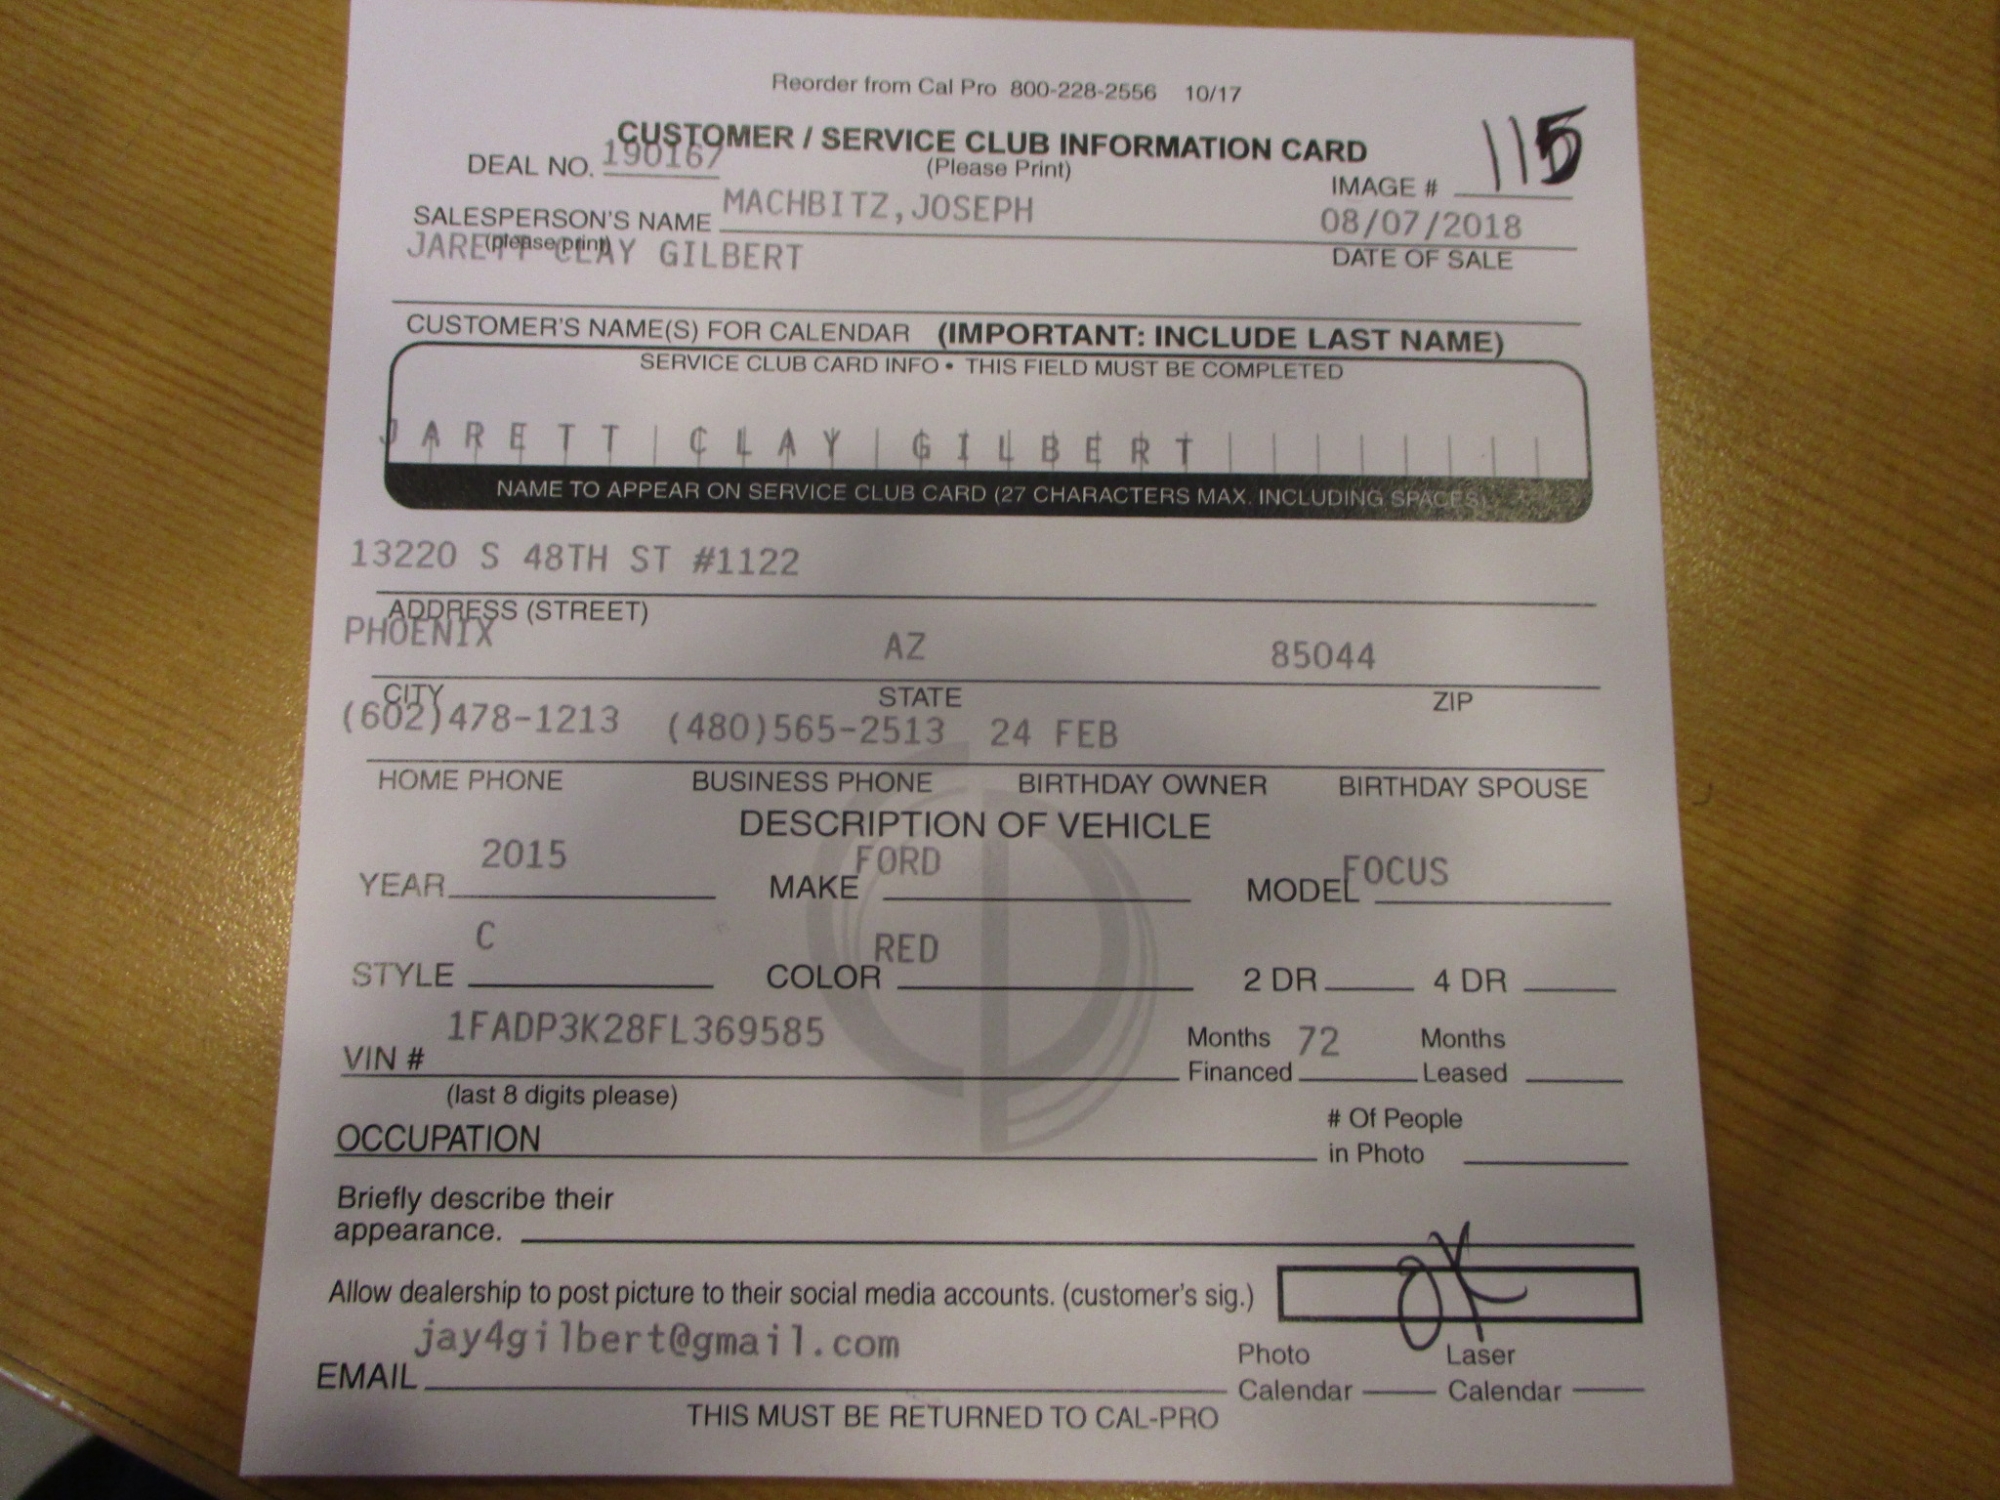 Reorder from Cal Pro 800-228-2556 10/17
CUSTOMER / SERVICE CLUB INFORMATION CARD
(Please Print)
DEAL NO. 190167
IMAGE # 115
SALESPERSON'S NAME MACHBITZ,JOSEPH
(please print)
08/07/2018
DATE OF SALE
JARETT CLAY GILBERT
CUSTOMER'S NAME(S) FOR CALENDAR (IMPORTANT: INCLUDE LAST NAME)
SERVICE CLUB CARD INFO • THIS FIELD MUST BE COMPLETED
JARETT CLAY GILBERT
NAME TO APPEAR ON SERVICE CLUB CARD (27 CHARACTERS MAX. INCLUDING SPACES)
13220 S 48TH ST #1122
ADDRESS (STREET)
PHOENIX AZ 85044
CITY STATE ZIP
(602)478-1213 (480)565-2513 24 FEB
HOME PHONE BUSINESS PHONE BIRTHDAY OWNER BIRTHDAY SPOUSE
DESCRIPTION OF VEHICLE
YEAR 2015 MAKE FORD MODEL FOCUS
STYLE C COLOR RED 2 DR 4 DR
VIN # 1FADP3K28FL369585
(last 8 digits please)
Months Financed 72 Months Leased
OCCUPATION
# Of People
in Photo
Briefly describe their
appearance.
Allow dealership to post picture to their social media accounts. (customer's sig.)
EMAIL jay4gilbert@gmail.com
Photo Calendar Laser Calendar
THIS MUST BE RETURNED TO CAL-PRO